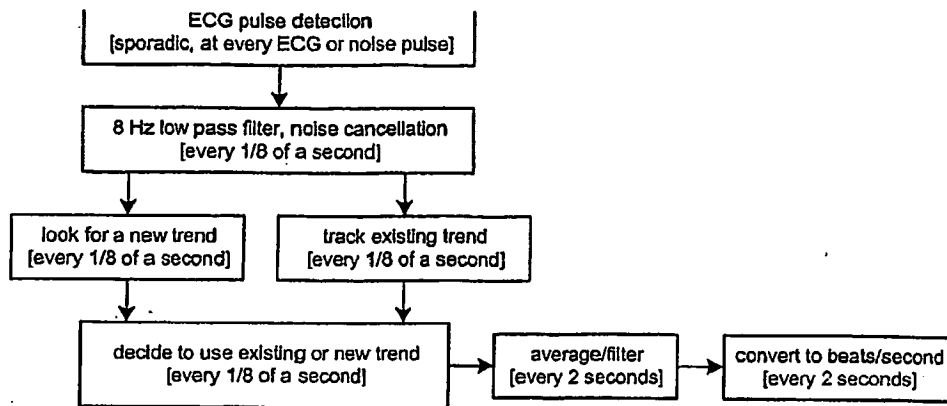 ECG pulse detection
[sporadic, at every ECG or noise pulse]
8 Hz low pass filter, noise cancellation
[every 1/8 of a second]
look for a new trend
[every 1/8 of a second]
track existing trend
[every 1/8 of a second]
decide to use existing or new trend
[every 1/8 of a second]
average/filter
[every 2 seconds]
convert to beats/second
[every 2 seconds]